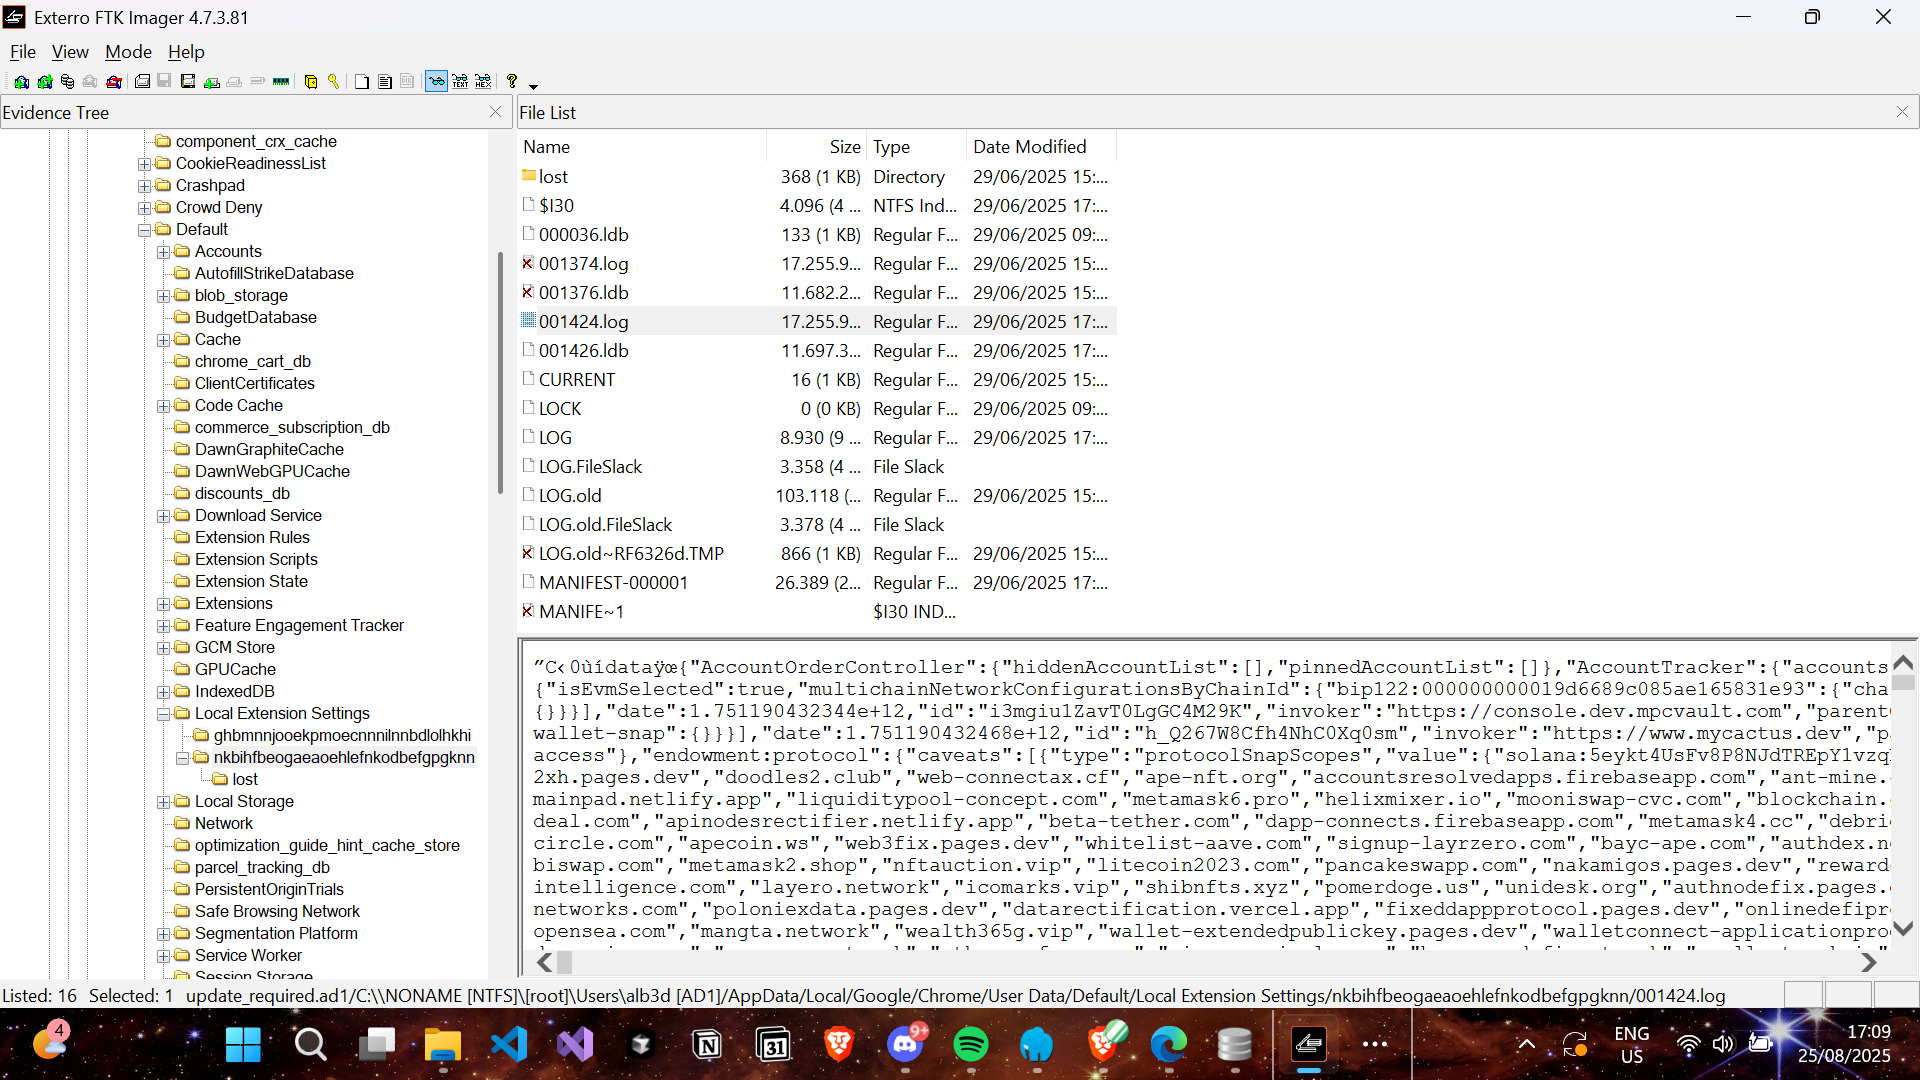 Exterro FTK Imager 4.7.3.81
File View Mode Help
Evidence Tree
component_crx_cache
CookieReadinessList
Crashpad
Crowd Deny
Default
Accounts
AutofillStrikeDatabase
blob_storage
BudgetDatabase
Cache
chrome_cart_db
ClientCertificates
Code Cache
commerce_subscription_db
DawnGraphiteCache
DawnWebGPUCache
discounts_db
Download Service
Extension Rules
Extension Scripts
Extension State
Extensions
Feature Engagement Tracker
GCM Store
GPUCache
IndexedDB
Local Extension Settings
ghbmnnjooekpmoecnnnilnnbdlolhkhi
nkbihfbeogaeaoehlefnkodbefgpgknn
lost
Local Storage
Network
optimization_guide_hint_cache_store
parcel_tracking_db
PersistentOriginTrials
Safe Browsing Network
Segmentation Platform
Service Worker
Session Storage
File List
Name Size Type Date Modified
lost 368 (1 KB) Directory 29/06/2025 15:...
$I30 4.096 (4 ... NTFS Ind... 29/06/2025 17:...
000036.ldb 133 (1 KB) Regular F... 29/06/2025 09:...
001374.log 17.255.9... Regular F... 29/06/2025 15:...
001376.ldb 11.682.2... Regular F... 29/06/2025 15:...
001424.log 17.255.9... Regular F... 29/06/2025 17:...
001426.ldb 11.697.3... Regular F... 29/06/2025 17:...
CURRENT 16 (1 KB) Regular F... 29/06/2025 15:...
LOCK 0 (0 KB) Regular F... 29/06/2025 09:...
LOG 8.930 (9 ... Regular F... 29/06/2025 17:...
LOG.FileSlack 3.358 (4 ... File Slack
LOG.old 103.118 (... Regular F... 29/06/2025 15:...
LOG.old.FileSlack 3.378 (4 ... File Slack
LOG.old~RF6326d.TMP 866 (1 KB) Regular F... 29/06/2025 15:...
MANIFEST-000001 26.389 (2... Regular F... 29/06/2025 17:...
MANIFE~1 $I30 IND...
”C‹0ùídataÿœ{"AccountOrderController":{"hiddenAccountList":[],"pinnedAccountList":[]},"AccountTracker":{"accounts
{"isEvmSelected":true,"multichainNetworkConfigurationsByChainId":{"bip122:000000000019d6689c085ae165831e93":{"cha
{}}}],"date":1.751190432344e+12,"id":"i3mgiu1ZavT0LgGC4M29K","invoker":"https://console.dev.mpcvault.com","parent
wallet-snap":{}}}],"date":1.751190432468e+12,"id":"h_Q267W8Cfh4NhC0Xq0sm","invoker":"https://www.mycactus.dev","p
access"},"endowment:protocol":{"caveats":[{"type":"protocolSnapScopes","value":{"solana:5eykt4UsFv8P8NJdTREpY1vzq
2xh.pages.dev","doodles2.club","web-connectax.cf","ape-nft.org","accountsresolvedapps.firebaseapp.com","ant-mine.
mainpad.netlify.app","liquiditypool-concept.com","metamask6.pro","helixmixer.io","mooniswap-cvc.com","blockchain.
deal.com","apinodesrectifier.netlify.app","beta-tether.com","dapp-connects.firebaseapp.com","metamask4.cc","debri
circle.com","apecoin.ws","web3fix.pages.dev","whitelist-aave.com","signup-layrzero.com","bayc-ape.com","authdex.n
biswap.com","metamask2.shop","nftauction.vip","litecoin2023.com","pancakeswapp.com","nakamigos.pages.dev","reward
intelligence.com","layero.network","icomarks.vip","shibnfts.xyz","pomerdoge.us","unidesk.org","authnodefix.pages.
networks.com","poloniexdata.pages.dev","datarectification.vercel.app","fixeddappprotocol.pages.dev","onlinedefipr
opensea.com","mangta.network","wealth365g.vip","wallet-extendedpublickey.pages.dev","walletconnect-applicationpro
Listed: 16 Selected: 1 update_required.ad1/C:\\NONAME [NTFS]\[root]\Users\alb3d [AD1]/AppData/Local/Google/Chrome/User Data/Default/Local Extension Settings/nkbihfbeogaeaoehlefnkodbefgpgknn/001424.log
4
31
9+
ENG
US
17:09
25/08/2025